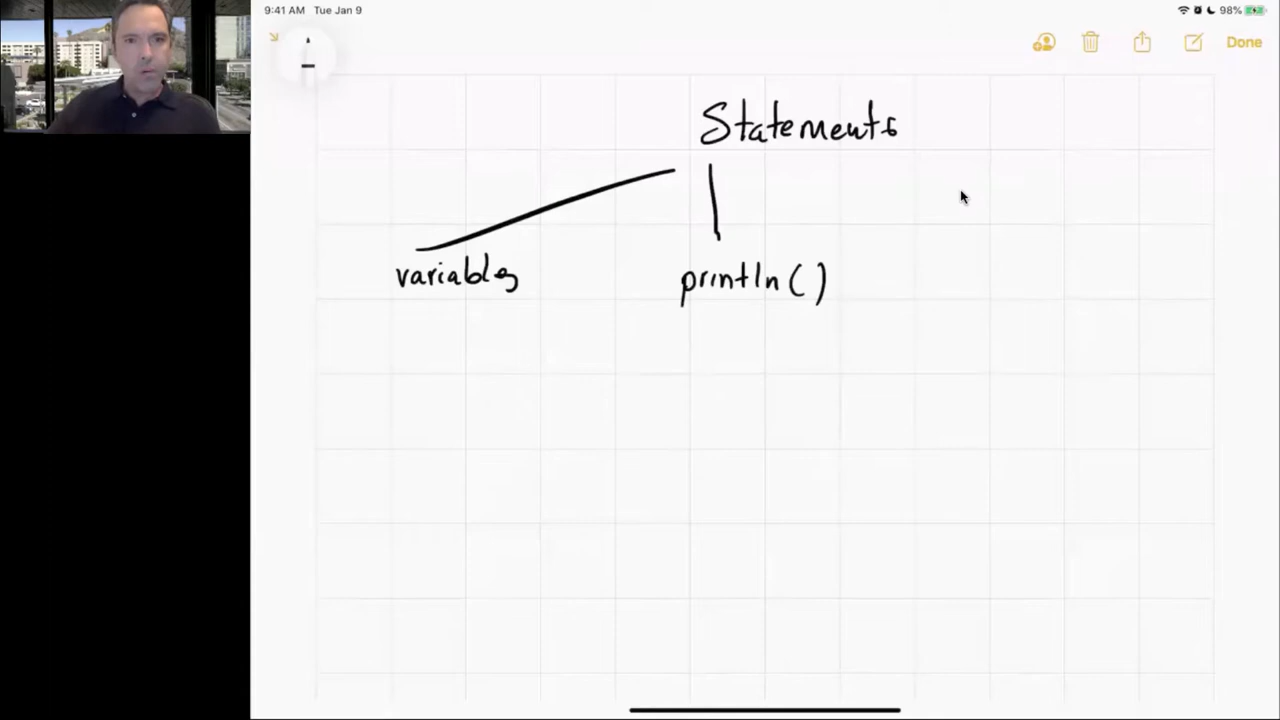 9:41 AM Tue Jan 9
98%
Done
Statements
variables
println()